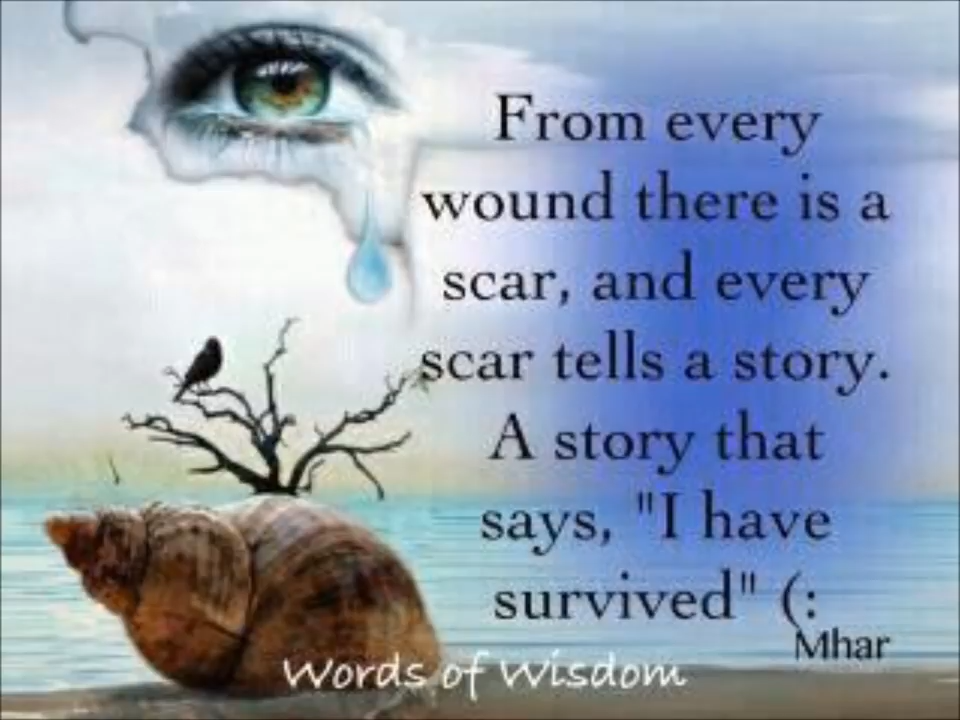 From every
wound there is a
scar, and every
scar tells a story.
A story that
says, "I have
survived" (:
Mhar
Words of Wisdom